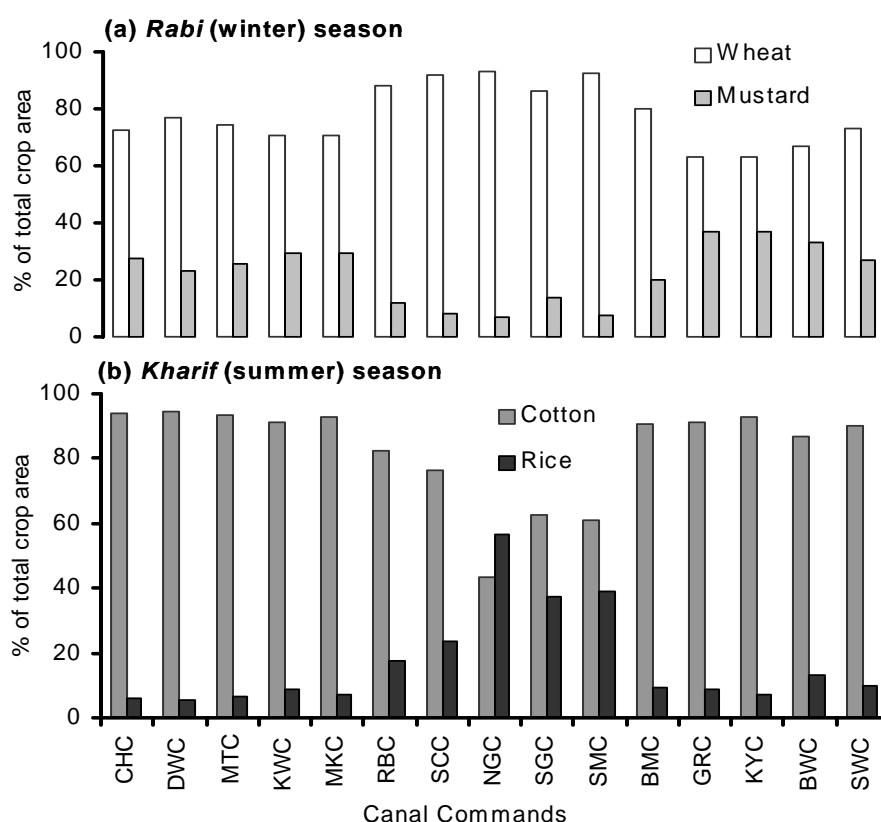 (a) Rabi (winter) season
Wheat
Mustard
% of total crop area
100
80
60
40
20
0
(b) Kharif (summer) season
Cotton
Rice
% of total crop area
100
80
60
40
20
0
CHC DWC MTC KWC MKC RBC SCC NGC SGC SMC BMC GRC KYC BWC SWC
Canal Commands